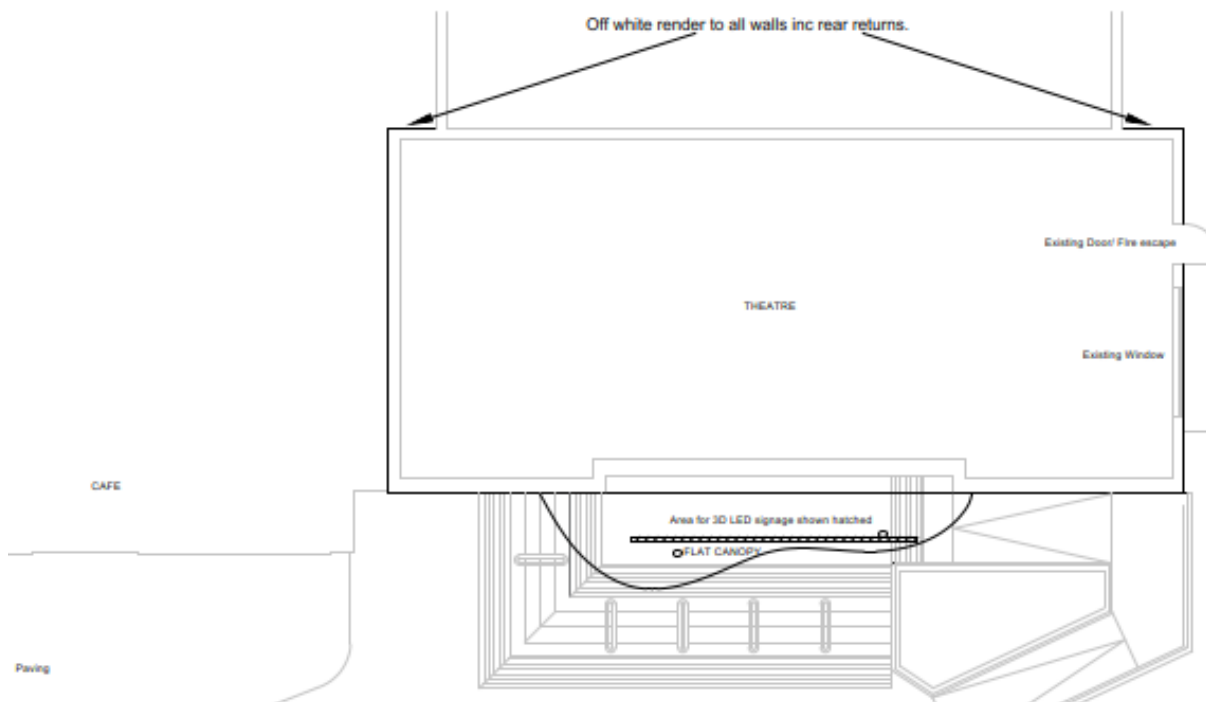 Off white render to all walls inc rear returns.
Existing Door/ Fire escape
THEATRE
Existing Window
CAFE
Area for 3D LED signage shown hatched
FLAT CANOPY
Paving